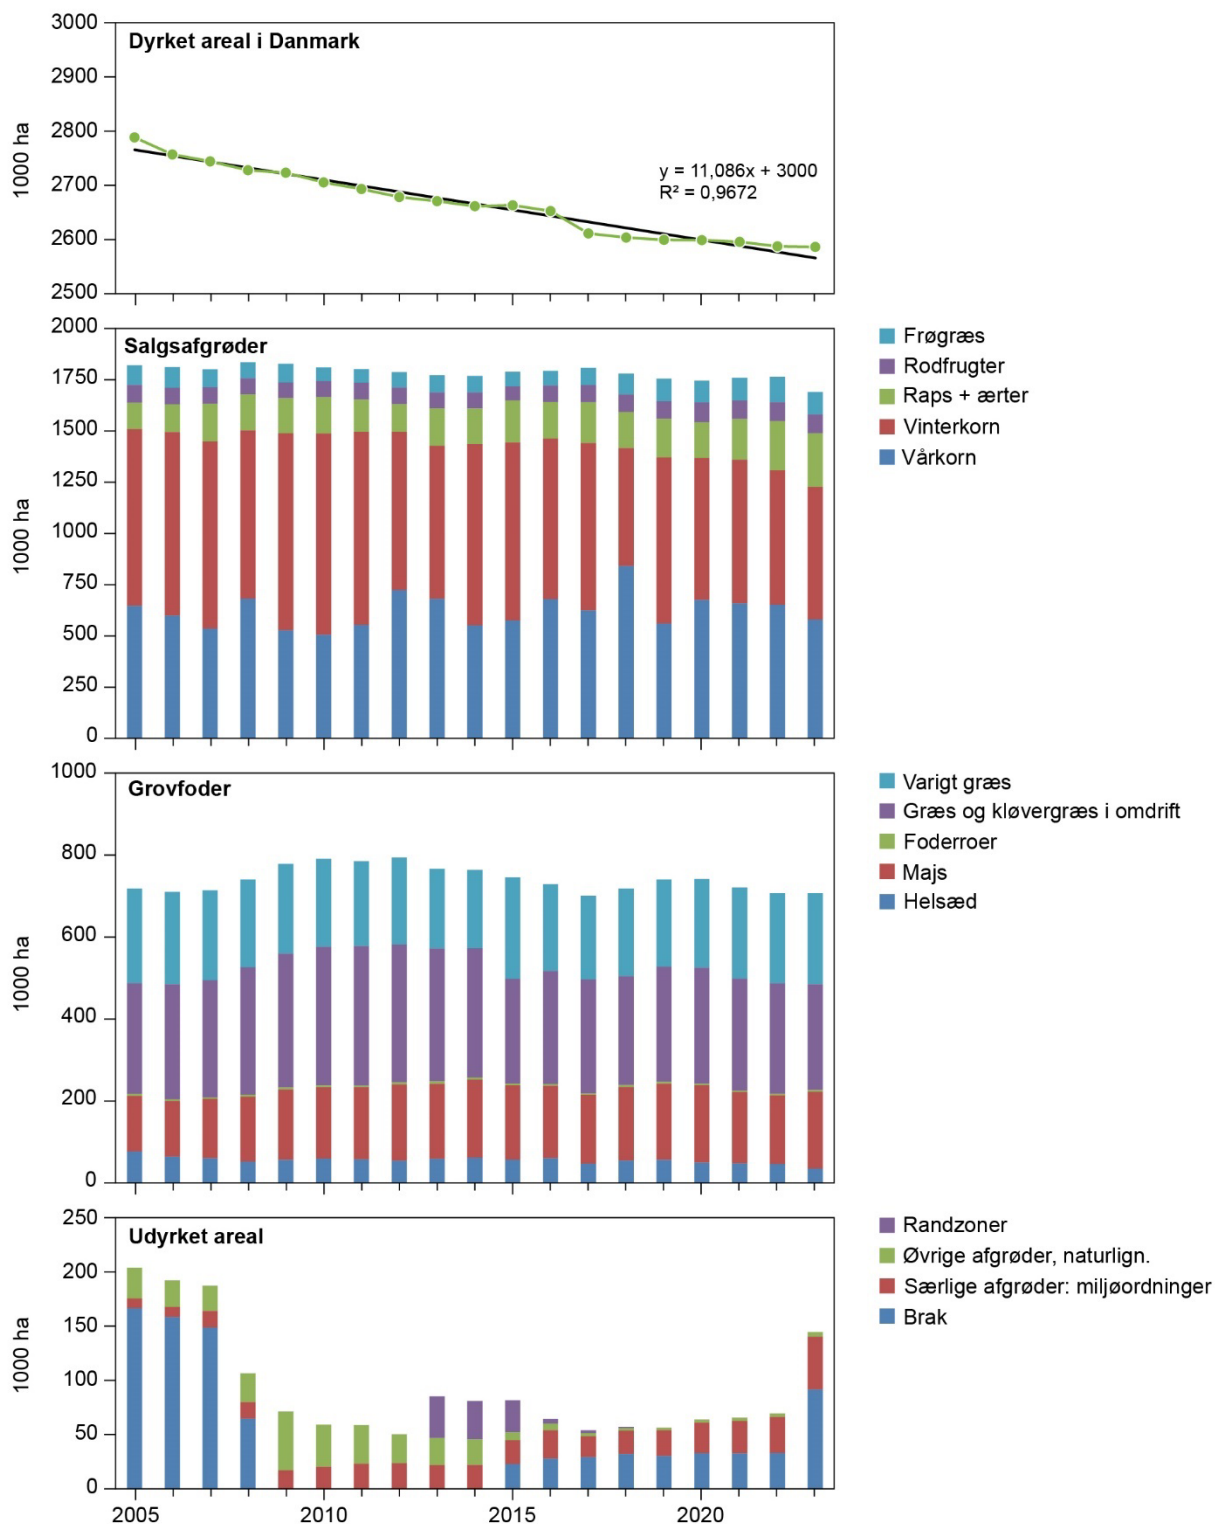 Dyrket areal i Danmark
3000
2900
2800
2700
2600
2500
1000 ha
y = 11,086x + 3000
R² = 0,9672
Salgsafgrøder
2000
1750
1500
1250
1000
750
500
250
0
1000 ha
Frøgræs
Rodfrugter
Raps + ærter
Vinterkorn
Vårkorn
Grovfoder
1000
800
600
400
200
0
1000 ha
Varigt græs
Græs og kløvergræs i omdrift
Foderroer
Majs
Helsæd
Udyrket areal
250
200
150
100
50
0
1000 ha
Randzoner
Øvrige afgrøder, naturlign.
Særlige afgrøder: miljøordninger
Brak
2005 2010 2015 2020